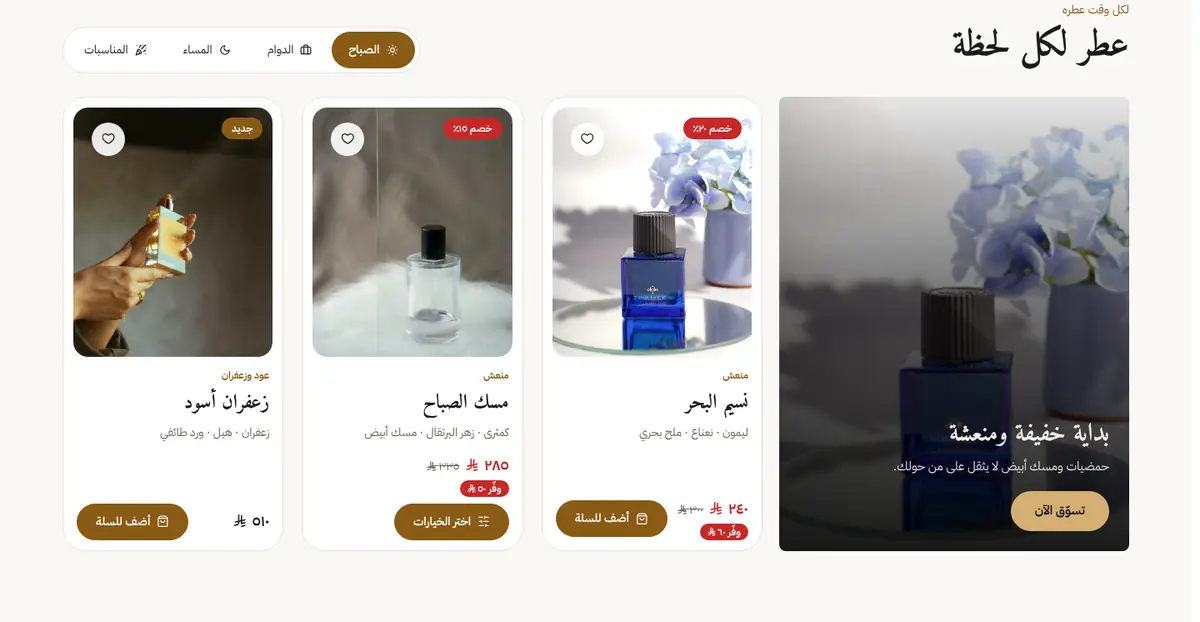 لكل وقت عطره
عطر لكل لحظة
الصباح
الدوام
المساء
المناسبات
بداية خفيفة ومنعشة
حمضيات ومسك أبيض لا يثقل على من حولك.
تسوّق الآن
خصم ٢٠٪
منعش
نسيم البحر
ليمون · نعناع · ملح بحري
٢٤٠ ٣٠٠
وفّر ٦٠
أضف للسلة
خصم ١٥٪
منعش
مسك الصباح
كمثرى · زهر البرتقال · مسك أبيض
٢٨٥ ٣٣٥
وفّر ٥٠
اختر الخيارات
جديد
عود وزعفران
زعفران أسود
زعفران · هيل · ورد طائفي
٥١٠
أضف للسلة